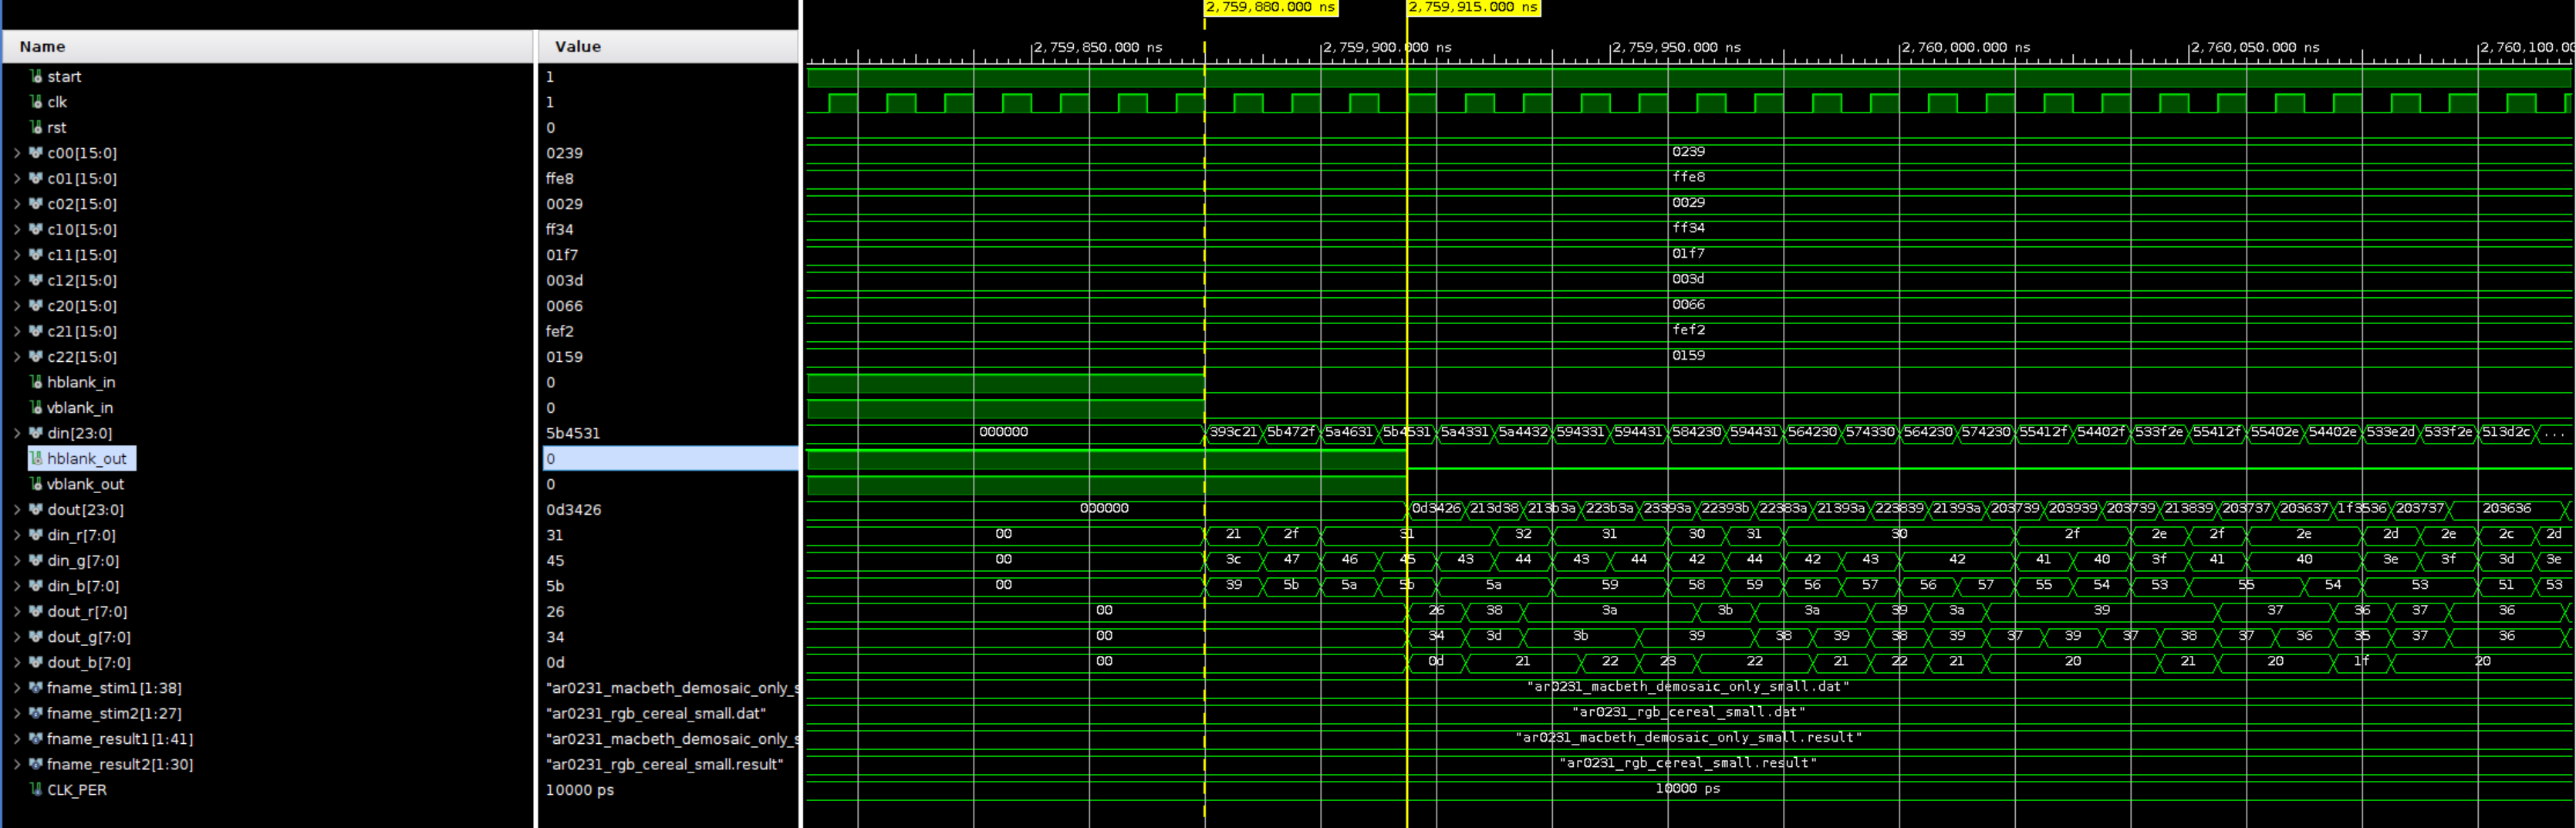 2,759,880.000 ns 2,759,915.000 ns
Name Value 2,759,850.000 ns 2,759,900.000 ns 2,759,950.000 ns 2,760,000.000 ns 2,760,050.000 ns 2,760,100.00
start 1
clk 1
rst 0
c00[15:0] 0239 0239
c01[15:0] ffe8 ffe8
c02[15:0] 0029 0029
c10[15:0] ff34 ff34
c11[15:0] 01f7 01f7
c12[15:0] 003d 003d
c20[15:0] 0066 0066
c21[15:0] fef2 fef2
c22[15:0] 0159 0159
hblank_in 0
vblank_in 0
din[23:0] 5b4531 000000 393c21 5b472f 5a4631 5b4531 5a4331 5a4432 594331 594431 584230 594431 564230 574330 564230 574230 55412f 54402f 533f2e 55412f 55402e 54402e 533e2d 533f2e 513d2c ...
hblank_out 0
vblank_out 0
dout[23:0] 0d3426 000000 0d3426 213d38 213b3a 223b3a 23393a 22393b 22383a 21393a 223839 21393a 203739 203939 203739 213839 203737 203637 1f3536 203737 203636
din_r[7:0] 31 00 21 2f 31 32 31 30 31 30 2f 2e 2f 2e 2d 2e 2c 2d
din_g[7:0] 45 00 3c 47 46 45 43 44 43 44 42 44 42 43 42 41 40 3f 41 40 3e 3f 3d 3e
din_b[7:0] 5b 00 39 5b 5a 5b 5a 59 58 59 56 57 56 57 55 54 53 55 54 53 51 53
dout_r[7:0] 26 00 26 38 3a 3b 3a 39 3a 39 37 36 37 36
dout_g[7:0] 34 00 34 3d 3b 39 38 39 38 39 37 39 37 38 37 36 35 37 36
dout_b[7:0] 0d 00 0d 21 22 23 22 21 22 21 20 21 20 1f 20
fname_stim1[1:38] "ar0231_macbeth_demosaic_only_s "ar0231_macbeth_demosaic_only_small.dat"
fname_stim2[1:27] "ar0231_rgb_cereal_small.dat" "ar0231_rgb_cereal_small.dat"
fname_result1[1:41] "ar0231_macbeth_demosaic_only_s "ar0231_macbeth_demosaic_only_small.result"
fname_result2[1:30] "ar0231_rgb_cereal_small.result" "ar0231_rgb_cereal_small.result"
CLK_PER 10000 ps 10000 ps